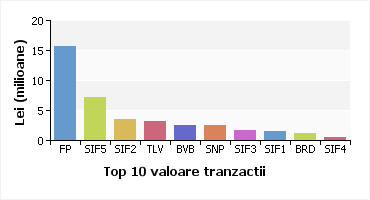 Lei (milioane)
20
15
10
5
0
FP SIF5 SIF2 TLV BVB SNP SIF3 SIF1 BRD SIF4
Top 10 valoare tranzactii